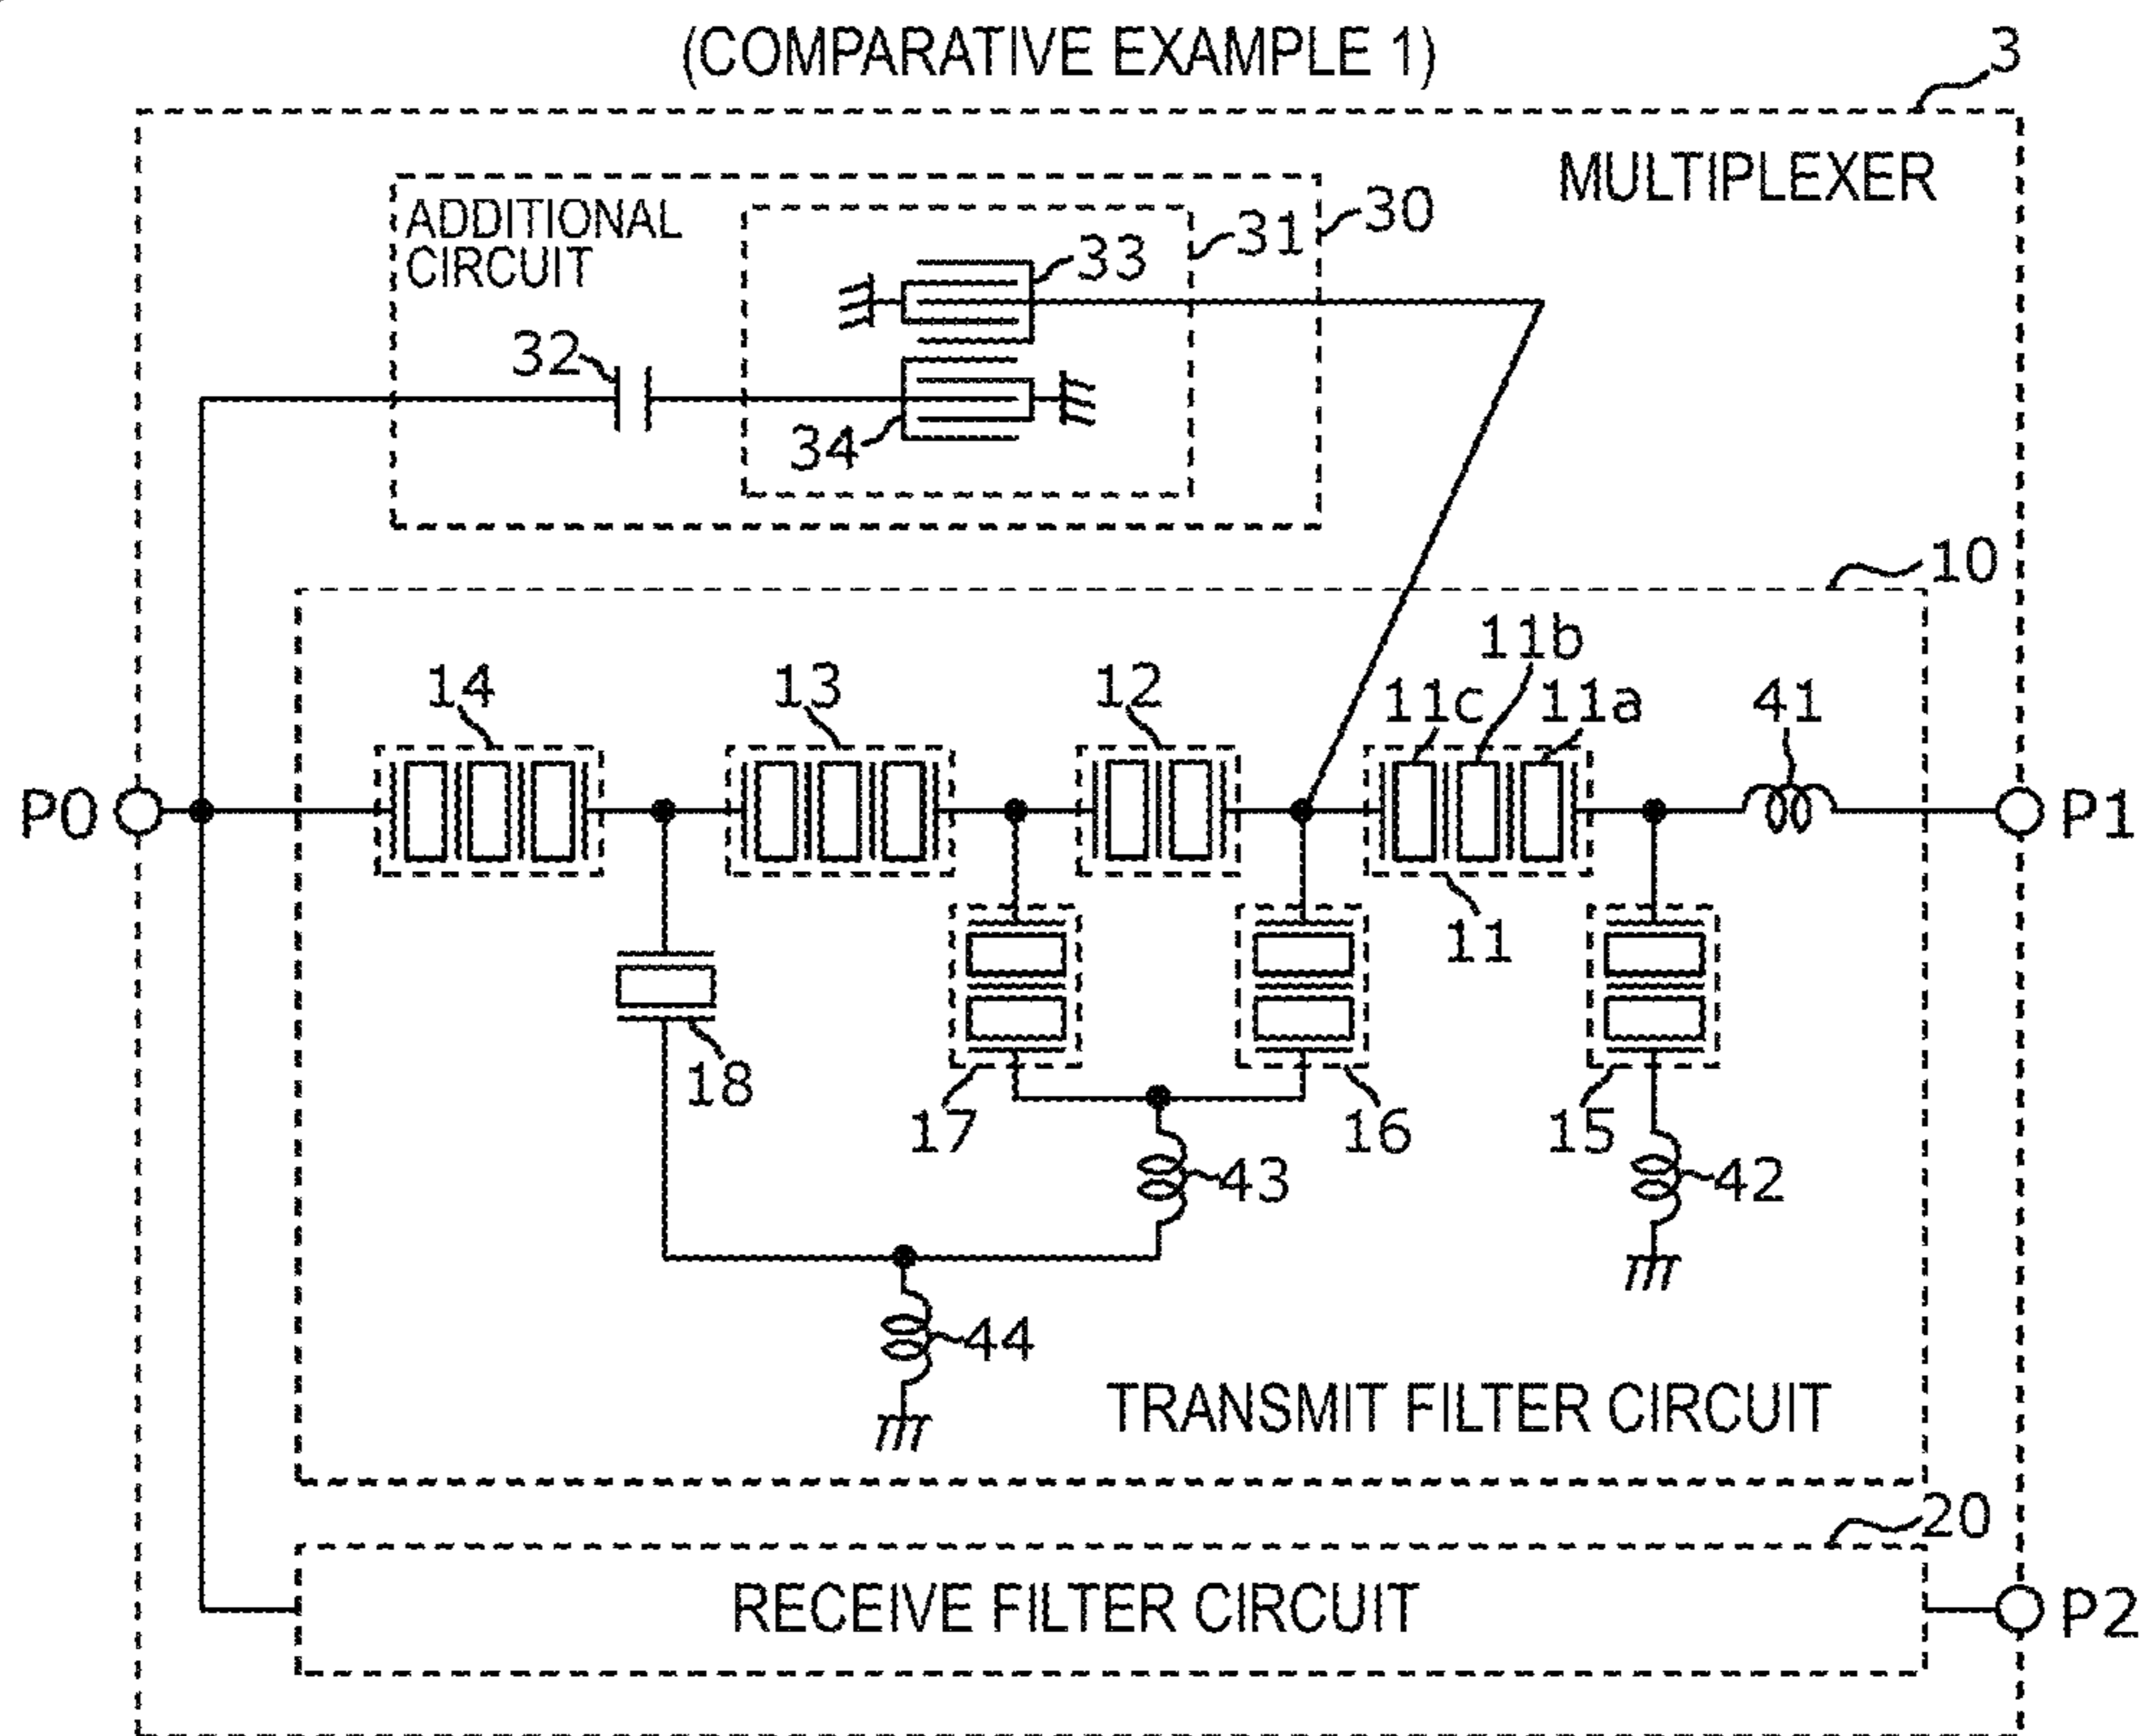 (COMPARATIVE EXAMPLE 1)
3
MULTIPLEXER
ADDITIONAL
CIRCUIT
30
31
33
32
34
10
11b
14
13
12
11c
11a
41
P0
P1
11
18
17
16
15
43
42
44
TRANSMIT FILTER CIRCUIT
20
RECEIVE FILTER CIRCUIT
P2